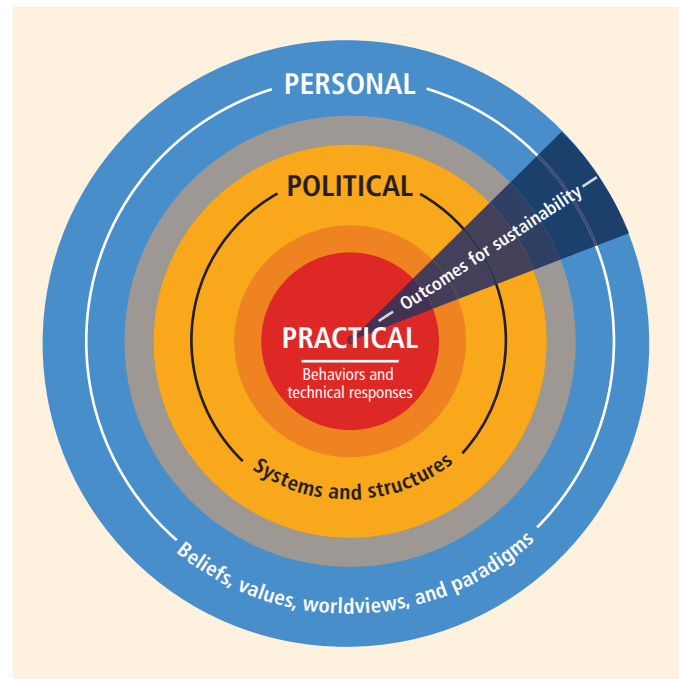 PERSONAL
POLITICAL
Outcomes for sustainability
PRACTICAL
Behaviors and
technical responses
Systems and structures
Beliefs, values, worldviews, and paradigms